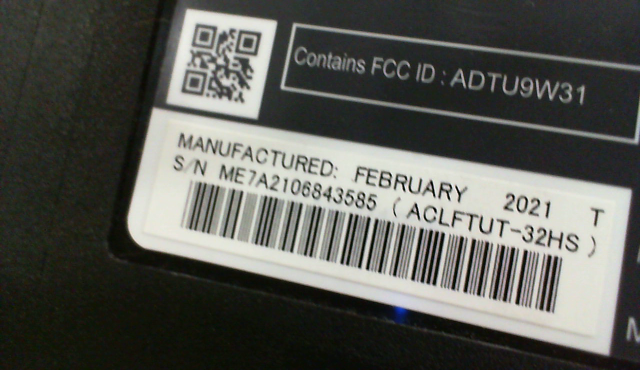 Contains FCC ID : ADTU9W31
MANUFACTURED: FEBRUARY 2021 T
S/N ME7A2106843585 ( ACLFTUT-32HS )